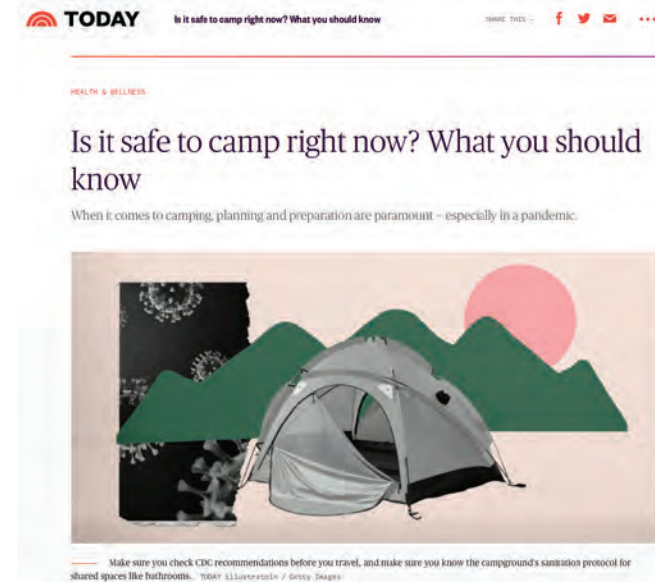 TODAY
Is it safe to camp right now? What you should know
SHARE THIS —
HEALTH & WELLNESS
Is it safe to camp right now? What you should
know
When it comes to camping, planning and preparation are paramount — especially in a pandemic.
Make sure you check CDC recommendations before you travel, and make sure you know the campground's sanitation protocol for
shared spaces like bathrooms. TODAY Illustration / Getty Images